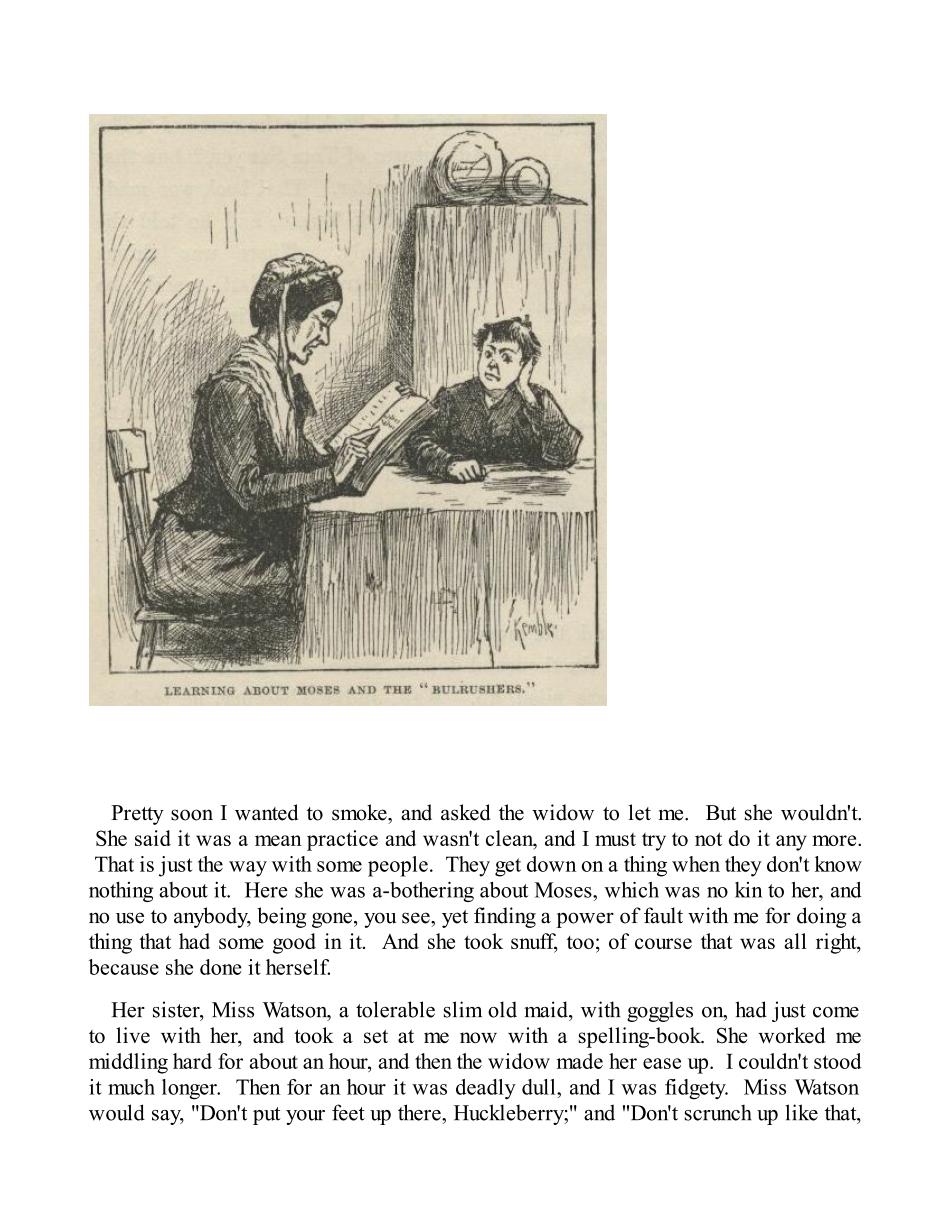 Kemble.
LEARNING ABOUT MOSES AND THE "BULRUSHERS."
Pretty soon I wanted to smoke, and asked the widow to let me.  But she wouldn't.
She said it was a mean practice and wasn't clean, and I must try to not do it any more.
That is just the way with some people.  They get down on a thing when they don't know
nothing about it.  Here she was a-bothering about Moses, which was no kin to her, and
no use to anybody, being gone, you see, yet finding a power of fault with me for doing a
thing that had some good in it.  And she took snuff, too; of course that was all right,
because she done it herself.
Her sister, Miss Watson, a tolerable slim old maid, with goggles on, had just come
to live with her, and took a set at me now with a spelling-book. She worked me
middling hard for about an hour, and then the widow made her ease up.  I couldn't stood
it much longer.  Then for an hour it was deadly dull, and I was fidgety.  Miss Watson
would say, "Don't put your feet up there, Huckleberry;" and "Don't scrunch up like that,